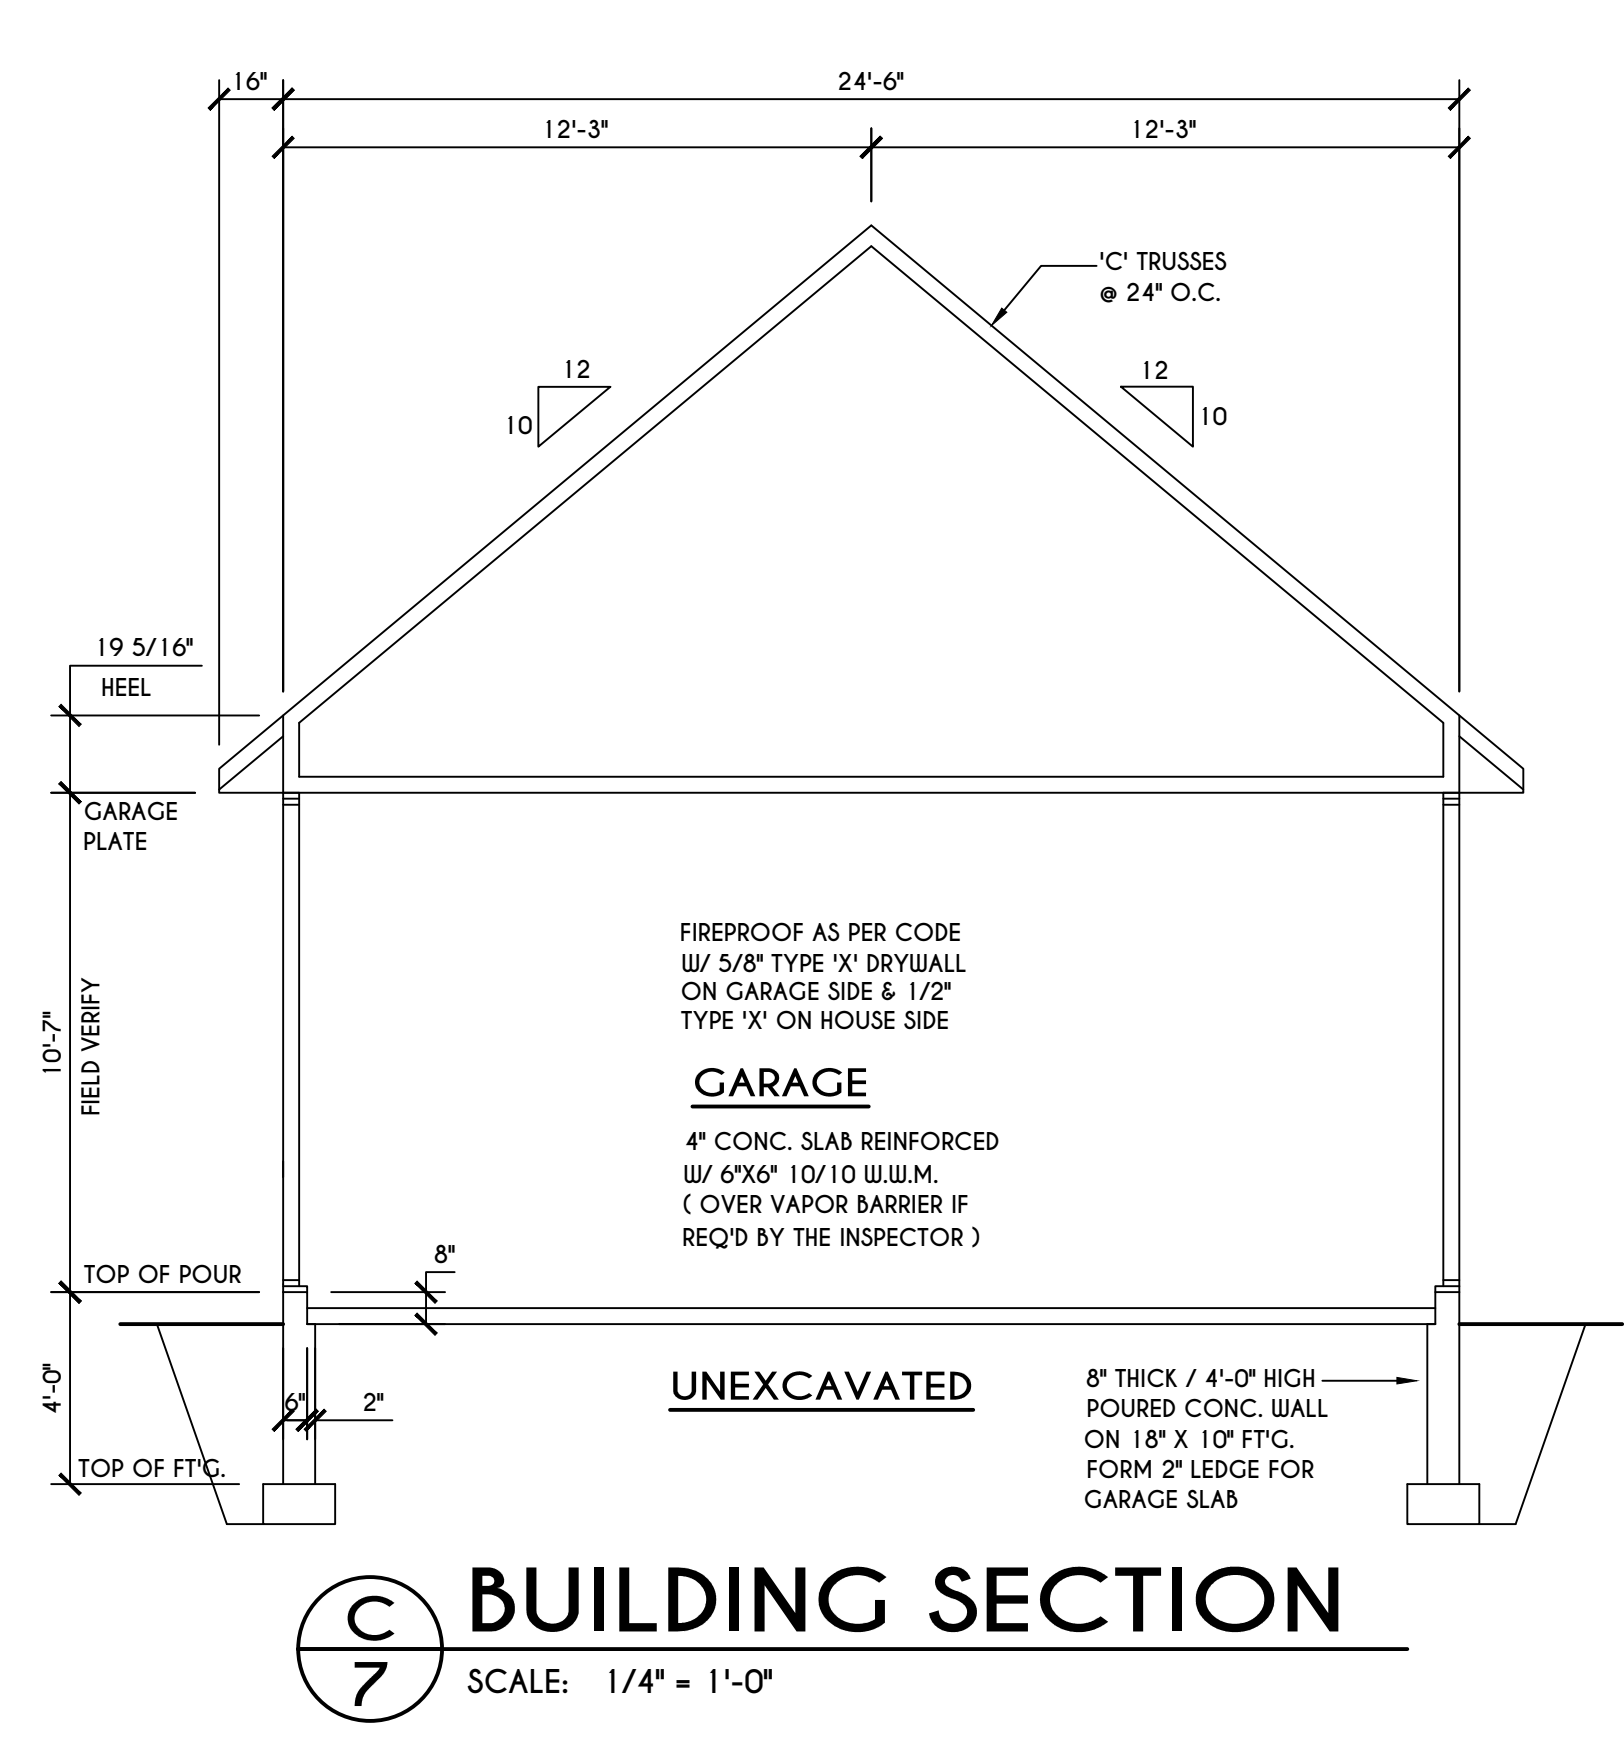 16"
24'-6"
12'-3"
12'-3"
'C' TRUSSES
@ 24" O.C.
12
10
12
10
19 5/16"
HEEL
GARAGE
PLATE
10'-7"
FIELD VERIFY
FIREPROOF AS PER CODE
W/ 5/8" TYPE 'X' DRYWALL
ON GARAGE SIDE & 1/2"
TYPE 'X' ON HOUSE SIDE
GARAGE
4" CONC. SLAB REINFORCED
W/ 6"X6" 10/10 W.W.M.
( OVER VAPOR BARRIER IF
REQ'D BY THE INSPECTOR )
8"
TOP OF POUR
4'-0"
6"
2"
TOP OF FT'G.
UNEXCAVATED
8" THICK / 4'-0" HIGH
POURED CONC. WALL
ON 18" X 10" FT'G.
FORM 2" LEDGE FOR
GARAGE SLAB
C
7
BUILDING SECTION
SCALE: 1/4" = 1'-0"